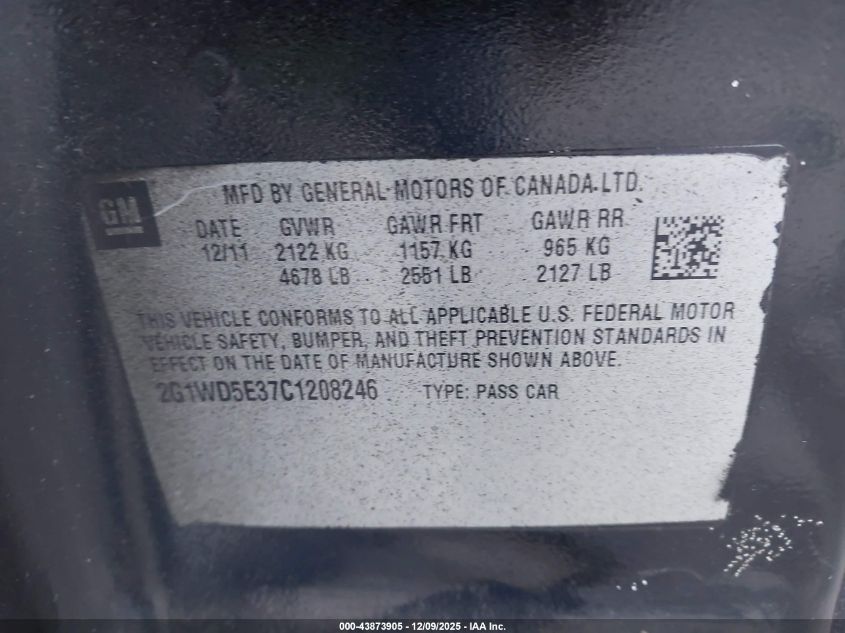 GM
MFD BY GENERAL MOTORS OF CANADA LTD.
DATE GVWR GAWR FRT GAWR RR
12/11 2122 KG 1157 KG 965 KG
4678 LB 2551 LB 2127 LB
THIS VEHICLE CONFORMS TO ALL APPLICABLE U.S. FEDERAL MOTOR
VEHICLE SAFETY, BUMPER, AND THEFT PREVENTION STANDARDS IN
EFFECT ON THE DATE OF MANUFACTURE SHOWN ABOVE.
2G1WD5E37C1208246 TYPE: PASS CAR
000-43873905 - 12/09/2025 - IAA Inc.